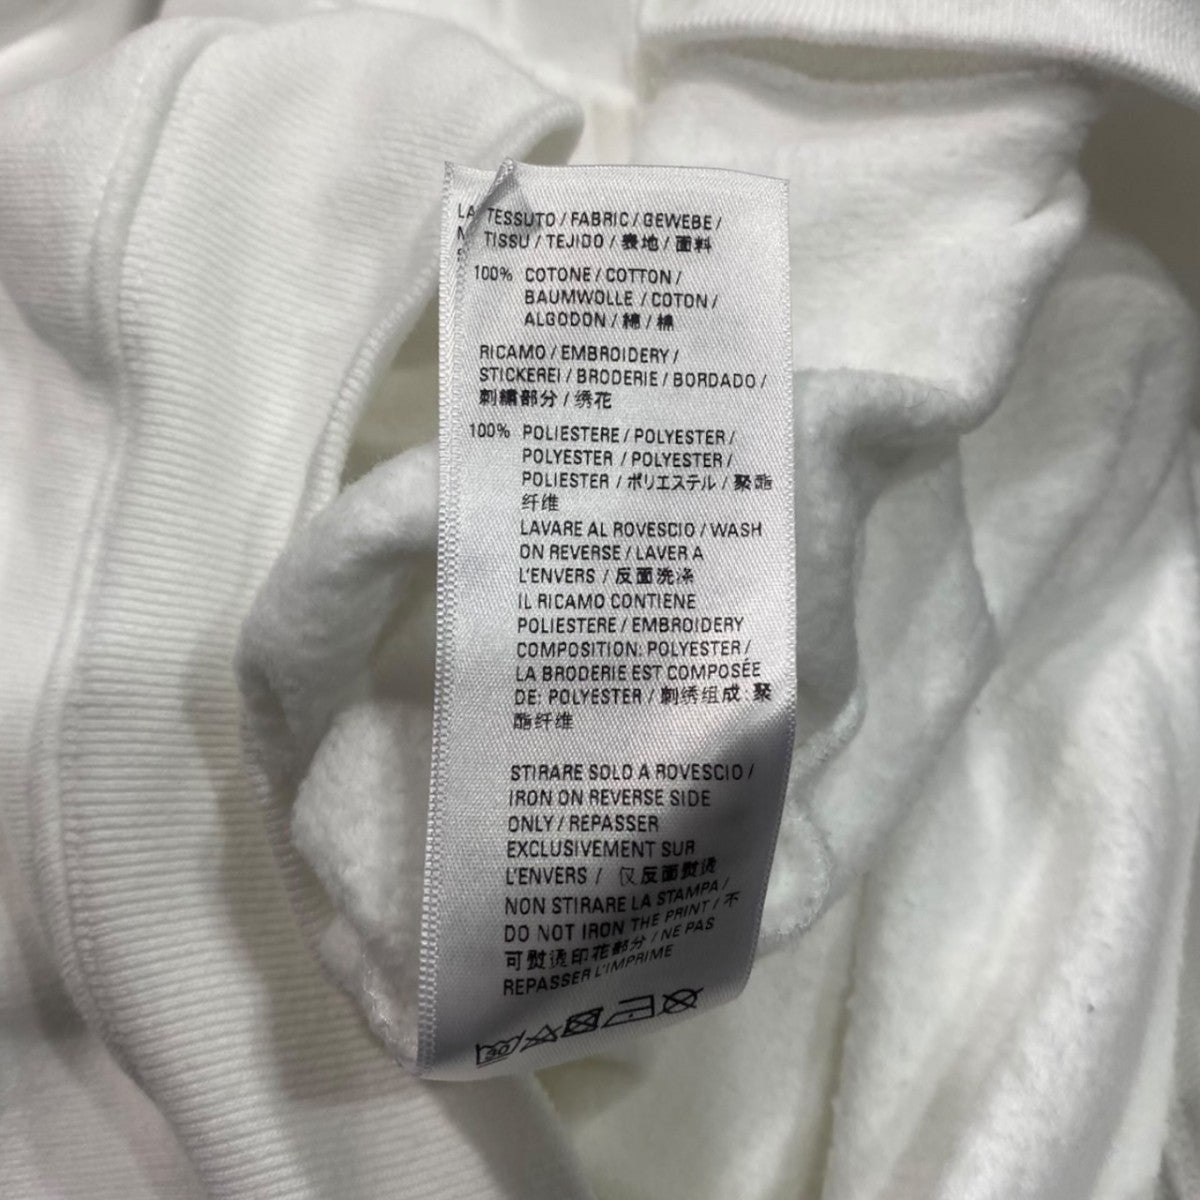 TESSUTO / FABRIC / GEWEBE /
TISSU / TEJIDO / 表地 / 面料
100% COTONE / COTTON /
BAUMWOLLE / COTON /
ALGODON / 綿 / 棉
RICAMO / EMBROIDERY /
STICKEREI / BRODERIE / BORDADO /
刺繍部分 / 绣花
100% POLIESTERE / POLYESTER /
POLYESTER / POLYESTER /
POLIESTER / ポリエステル / 聚酯
纤维
LAVARE AL ROVESCIO / WASH
ON REVERSE / LAVER A
L'ENVERS / 反面洗涤
IL RICAMO CONTIENE
POLIESTERE / EMBROIDERY
COMPOSITION: POLYESTER /
LA BRODERIE EST COMPOSÉE
DE: POLYESTER / 刺绣组成: 聚
酯纤维
STIRARE SOLO A ROVESCIO /
IRON ON REVERSE SIDE
ONLY / REPASSER
EXCLUSIVEMENT SUR
L'ENVERS / 仅反面熨烫
NON STIRARE LA STAMPA /
DO NOT IRON THE PRINT / 不
可熨烫印花部分 / NE PAS
REPASSER L'IMPRIME
30